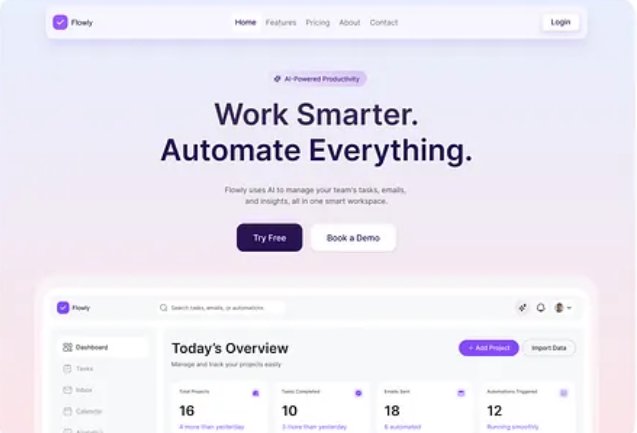 Flowly
Home Features Pricing About Contact
Login
AI-Powered Productivity
Work Smarter.
Automate Everything.
Flowly uses AI to manage your team's tasks, emails,
and insights, all in one smart workspace.
Try Free
Book a Demo
Flowly
Search tasks, emails, or automations
Dashboard
Tasks
Inbox
Calendar
Today's Overview
Manage and track your projects easily
+ Add Project
Import Data
Total Projects
16
4 more than yesterday
Tasks Completed
10
3 more than yesterday
Emails Sent
18
6 automated
Automations Triggered
12
Running smoothly